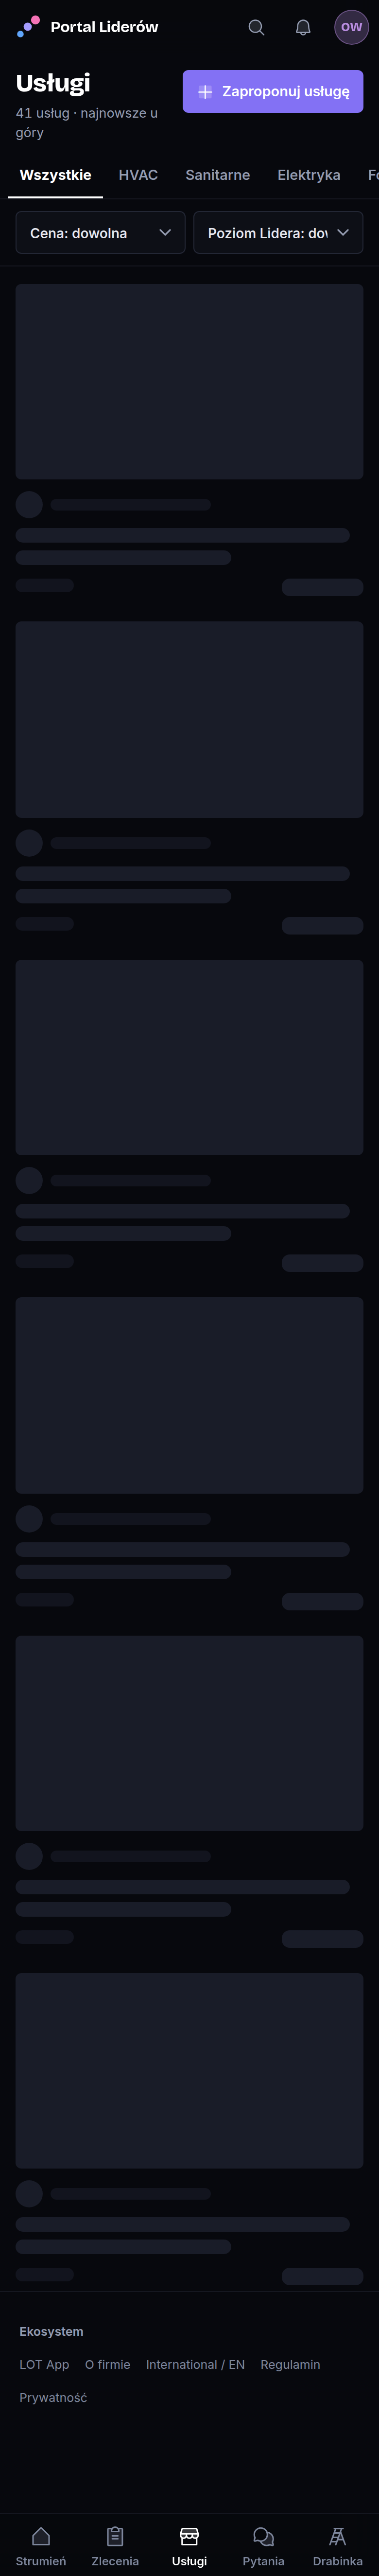 Portal Liderów
OW
Usługi
41 usług · najnowsze u
góry
Zaproponuj usługę
Wszystkie HVAC Sanitarne Elektryka
Cena: dowolna
Poziom Lidera:
Ekosystem
LOT App O firmie International / EN Regulamin
Prywatność
Strumień Zlecenia Usługi Pytania Drabinka